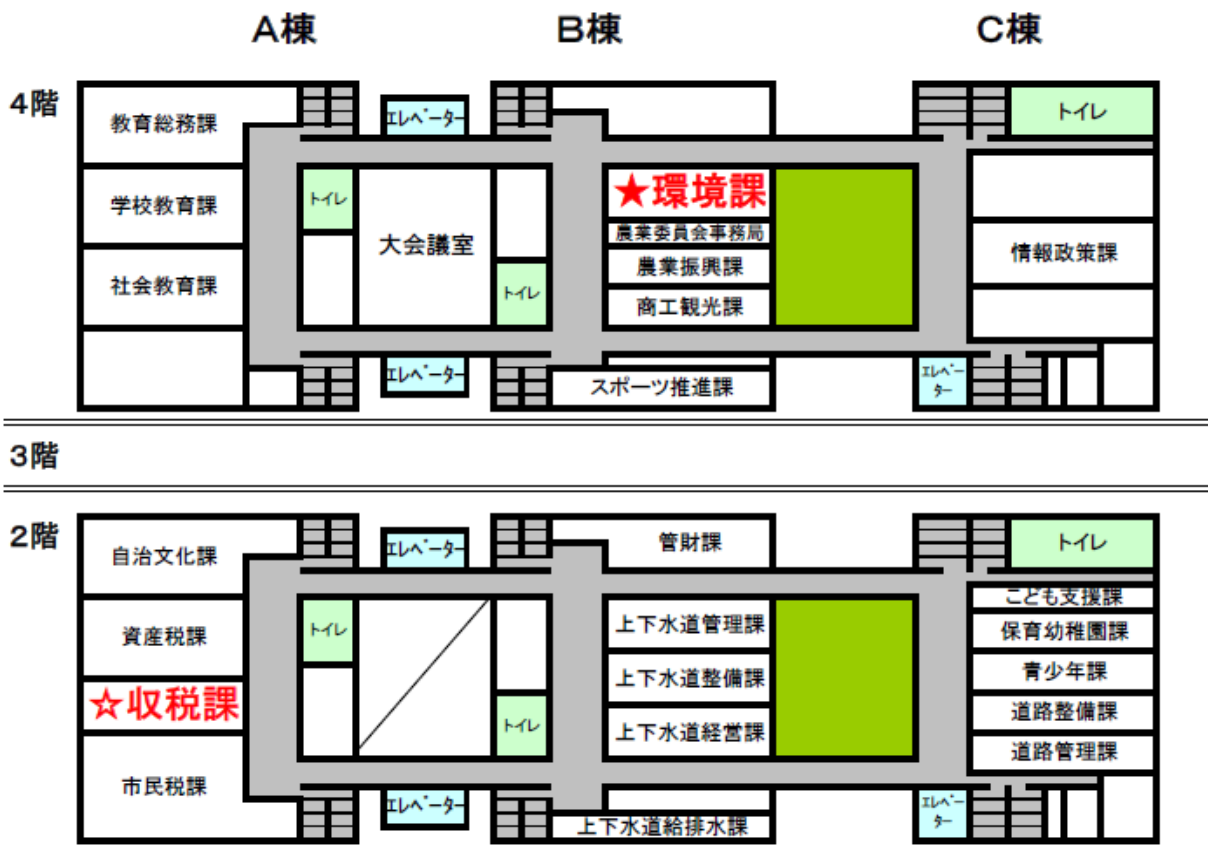 A棟 B棟 C棟
4階
教育総務課
エレベーター
トイレ
学校教育課
トイレ
大会議室
★環境課
農業委員会事務局
情報政策課
社会教育課
トイレ
農業振興課
商工観光課
エレベーター
スポーツ推進課
エレベー
ター
3階
2階
自治文化課
エレベーター
管財課
トイレ
こども支援課
資産税課
トイレ
上下水道管理課
保育幼稚園課
上下水道整備課
青少年課
☆収税課
トイレ
上下水道経営課
道路整備課
道路管理課
市民税課
エレベーター
上下水道給排水課
エレベー
ター